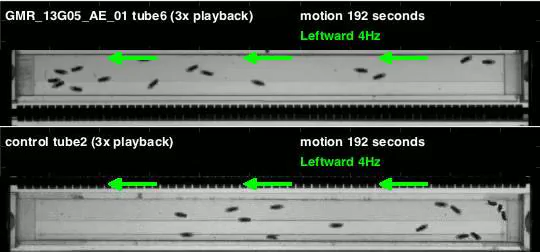 GMR_13G05_AE_01 tube6 (3x playback)
motion 192 seconds
Leftward 4Hz
control tube2 (3x playback)
motion 192 seconds
Leftward 4Hz